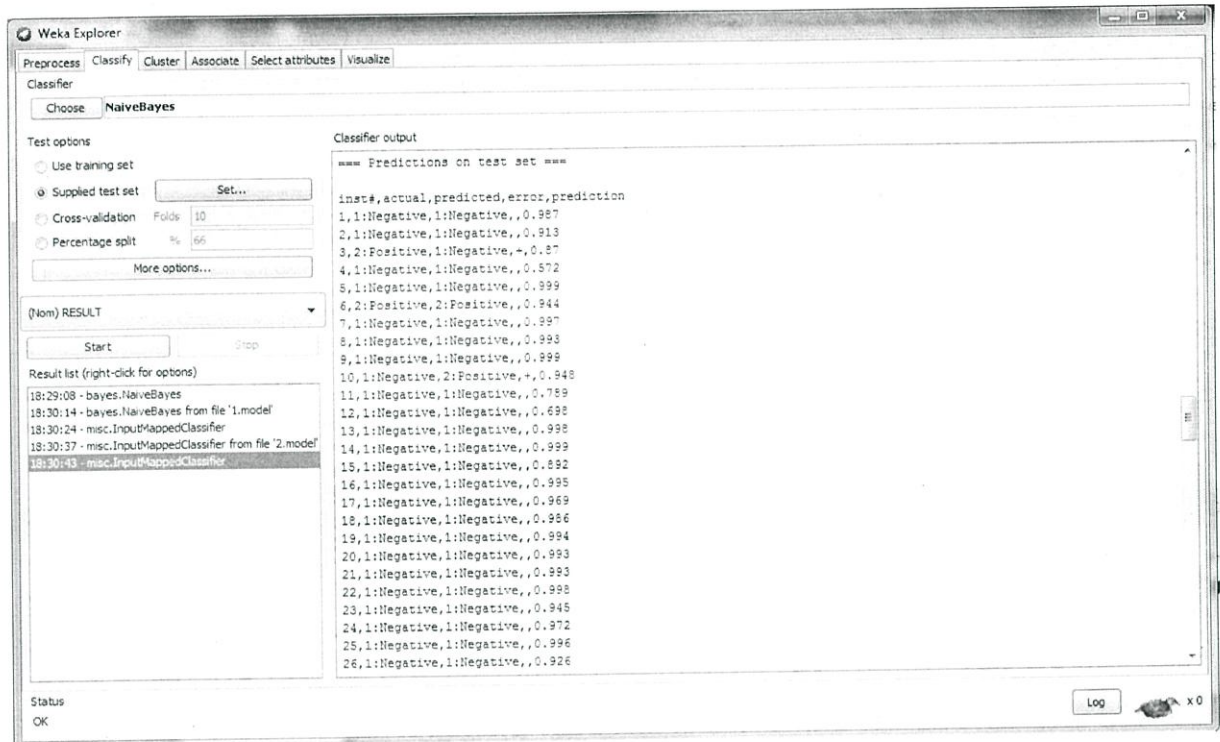 Weka Explorer
Preprocess Classify Cluster Associate Select attributes Visualize
Classifier
Choose NaiveBayes
Test options
Use training set
Supplied test set Set...
Cross-validation Folds 10
Percentage split % 66
More options...
(Nom) RESULT
Start Stop
Result list (right-click for options)
18:29:08 - bayes.NaiveBayes
18:30:14 - bayes.NaiveBayes from file '1.model'
18:30:24 - misc.InputMappedClassifier
18:30:37 - misc.InputMappedClassifier from file '2.model'
18:30:43 - misc.InputMappedClassifier
Classifier output
=== Predictions on test set ===
inst#,actual,predicted,error,prediction
1,1:Negative,1:Negative,,0.987
2,1:Negative,1:Negative,,0.913
3,2:Positive,1:Negative,+,0.87
4,1:Negative,1:Negative,,0.572
5,1:Negative,1:Negative,,0.999
6,2:Positive,2:Positive,,0.944
7,1:Negative,1:Negative,,0.997
8,1:Negative,1:Negative,,0.993
9,1:Negative,1:Negative,,0.999
10,1:Negative,2:Positive,+,0.948
11,1:Negative,1:Negative,,0.789
12,1:Negative,1:Negative,,0.698
13,1:Negative,1:Negative,,0.998
14,1:Negative,1:Negative,,0.999
15,1:Negative,1:Negative,,0.892
16,1:Negative,1:Negative,,0.995
17,1:Negative,1:Negative,,0.969
18,1:Negative,1:Negative,,0.986
19,1:Negative,1:Negative,,0.994
20,1:Negative,1:Negative,,0.993
21,1:Negative,1:Negative,,0.993
22,1:Negative,1:Negative,,0.998
23,1:Negative,1:Negative,,0.945
24,1:Negative,1:Negative,,0.972
25,1:Negative,1:Negative,,0.996
26,1:Negative,1:Negative,,0.926
Status
OK
Log x 0